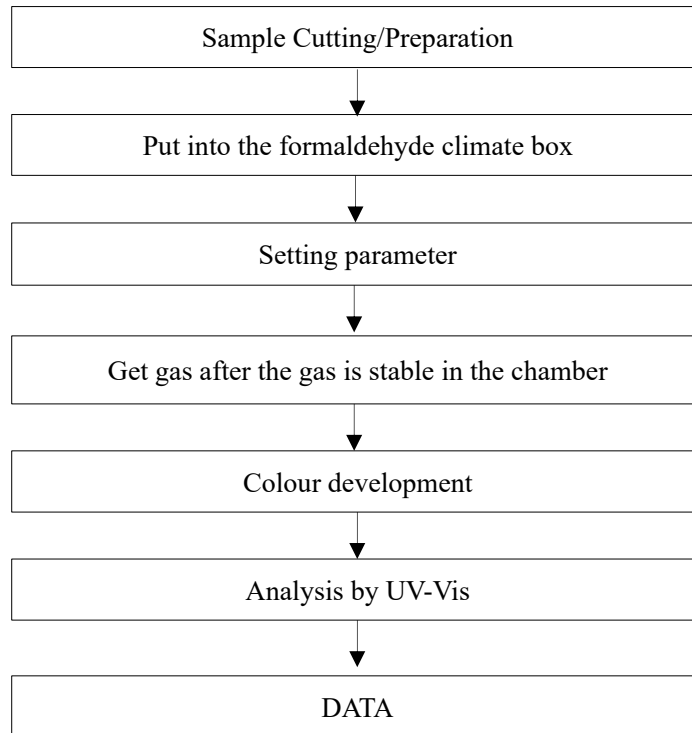 Sample Cutting/Preparation
Put into the formaldehyde climate box
Setting parameter
Get gas after the gas is stable in the chamber
Colour development
Analysis by UV-Vis
DATA